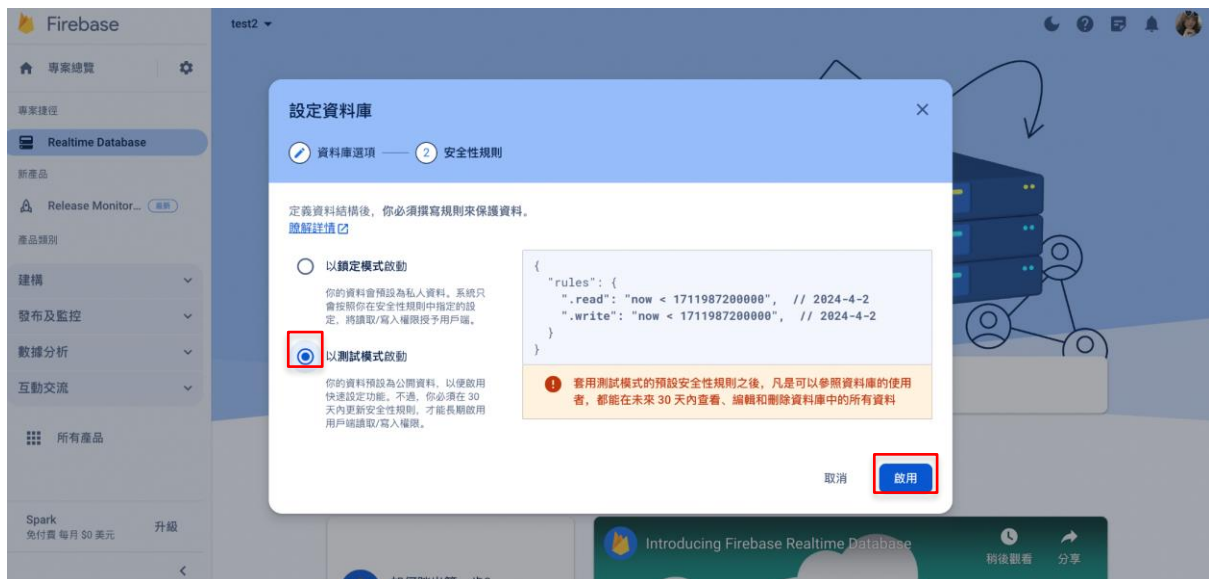 Firebase
test2
專案總覽
專案捷徑
Realtime Database
新產品
Release Monitor...
最新
產品類別
建構
發布及監控
數據分析
互動交流
所有產品
Spark
免付費 每月 $0 美元
升級
設定資料庫
資料庫選項
2 安全性規則
定義資料結構後，你必須撰寫規則來保護資料。
瞭解詳情
以鎖定模式啟動
你的資料會預設為私人資料。系統只
會按照你在安全性規則中指定的設
定，將讀取/寫入權限授予用戶端。
以測試模式啟動
你的資料預設為公開資料，以便啟用
快速設定功能。不過，你必須在 30
天內更新安全性規則，才能長期啟用
用戶端讀取/寫入權限。
{
"rules": {
".read": "now < 1711987200000", // 2024-4-2
".write": "now < 1711987200000", // 2024-4-2
}
}
套用測試模式的預設安全性規則之後，凡是可以參照資料庫的使用
者，都能在未來 30 天內查看、編輯和刪除資料庫中的所有資料
取消
啟用
Introducing Firebase Realtime Database
稍後觀看
分享